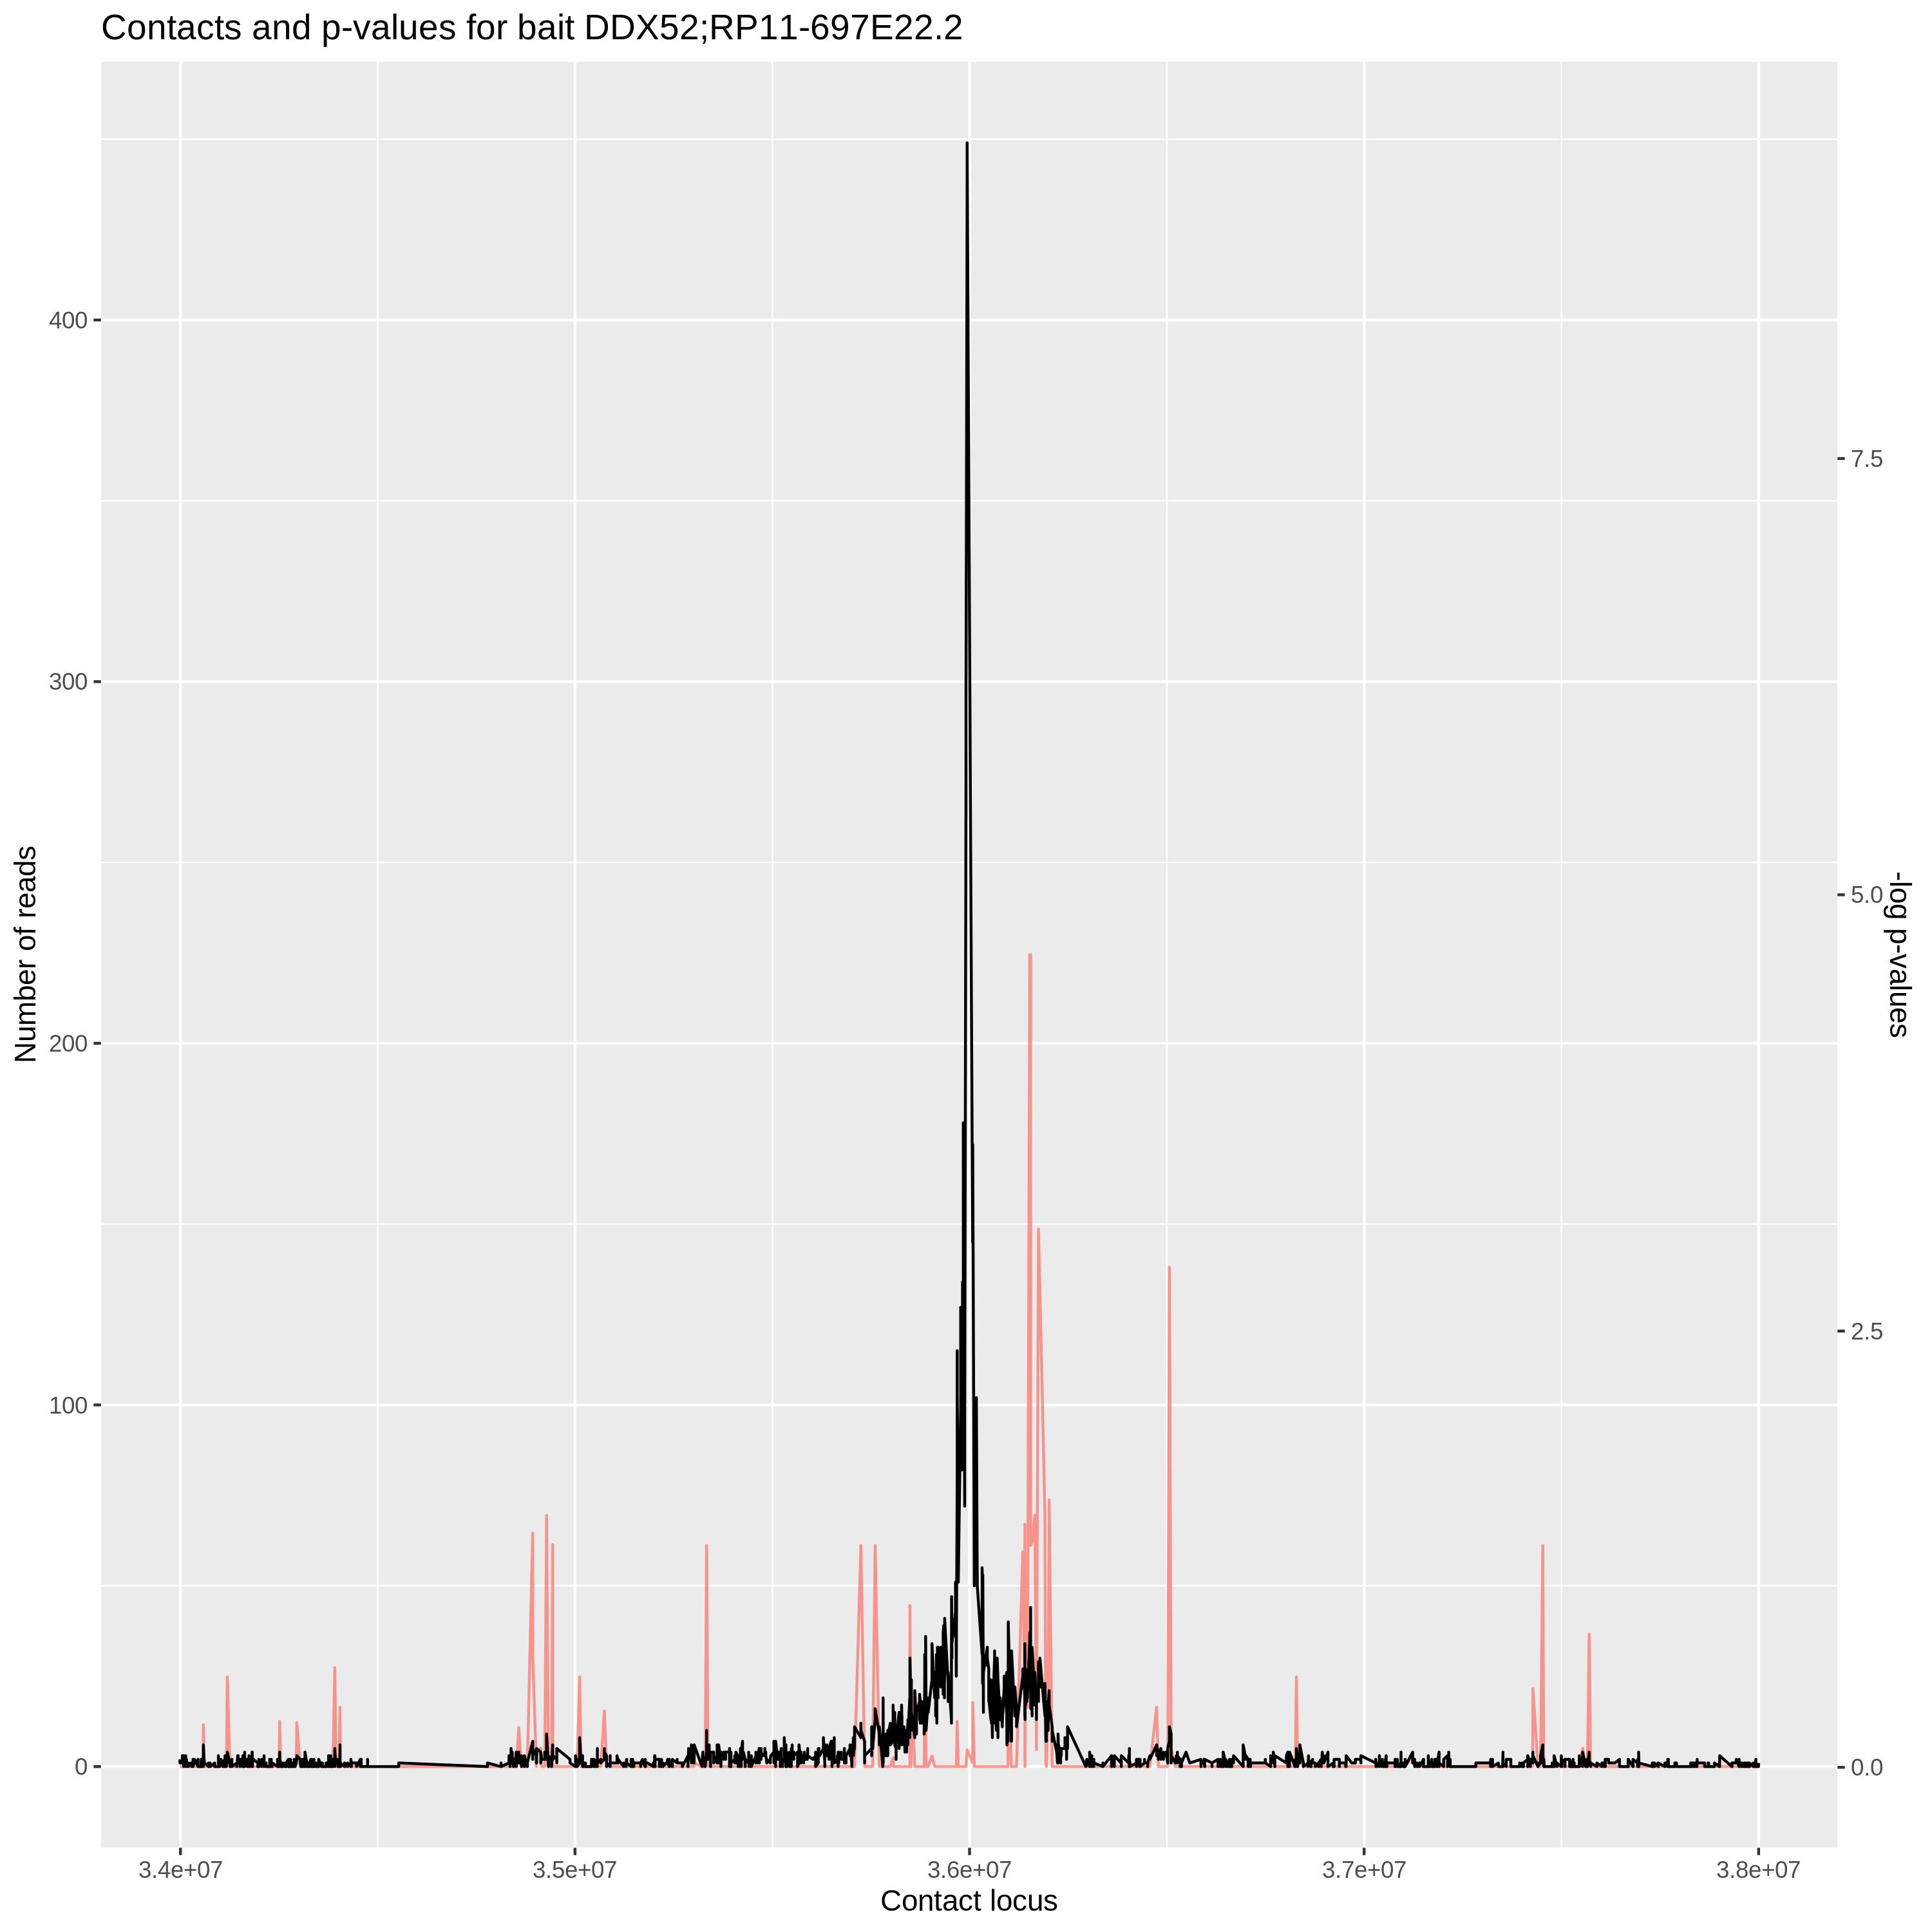 Contacts and p-values for bait DDX52;RP11-697E22.2
Number of reads
400
300
200
100
0
7.5
5.0
2.5
0.0
-log p-values
3.4e+07 3.5e+07 3.6e+07 3.7e+07 3.8e+07
Contact locus